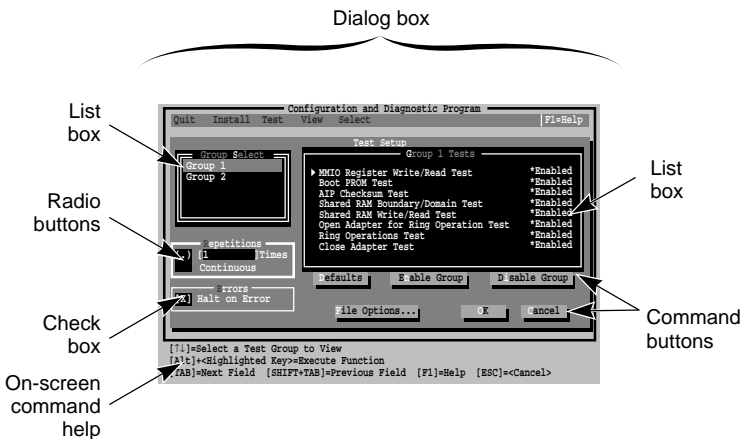 Dialog box
List
box
Configuration and Diagnostic Program
Quit Install Test View Select F1=Help
Test Setup
Group Select
Group 1
Group 2
Group 1 Tests
MMIO Register Write/Read Test *Enabled
Boot PROM Test *Enabled
AIP Checksum Test *Enabled
Shared RAM Boundary/Domain Test *Enabled
Shared RAM Write/Read Test *Enabled
Open Adapter for Ring Operation Test *Enabled
Ring Operations Test *Enabled
Close Adapter Test *Enabled
List
box
Radio
buttons
Repetitions
[1 ]Times
Continuous
Defaults Enable Group Disable Group
Errors
[X] Halt on Error
File Options... OK Cancel
Check
box
Command
buttons
[↑↓]=Select a Test Group to View
[Alt]+<Highlighted Key>=Execute Function
[TAB]=Next Field [SHIFT+TAB]=Previous Field [F1]=Help [ESC]=<Cancel>
On-screen
command
help